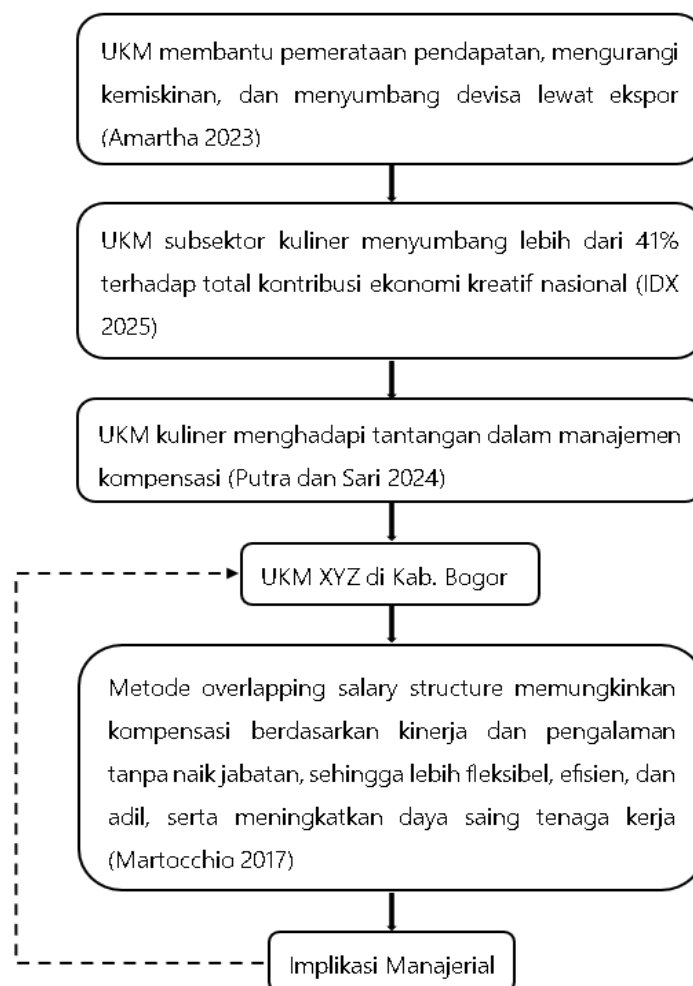 UKM membantu pemerataan pendapatan, mengurangi
kemiskinan, dan menyumbang devisa lewat ekspor
(Amartha 2023)
UKM subsektor kuliner menyumbang lebih dari 41%
terhadap total kontribusi ekonomi kreatif nasional (IDX
2025)
UKM kuliner menghadapi tantangan dalam manajemen
kompensasi (Putra dan Sari 2024)
UKM XYZ di Kab. Bogor
Metode overlapping salary structure memungkinkan
kompensasi berdasarkan kinerja dan pengalaman
tanpa naik jabatan, sehingga lebih fleksibel, efisien, dan
adil, serta meningkatkan daya saing tenaga kerja
(Martocchio 2017)
Implikasi Manajerial